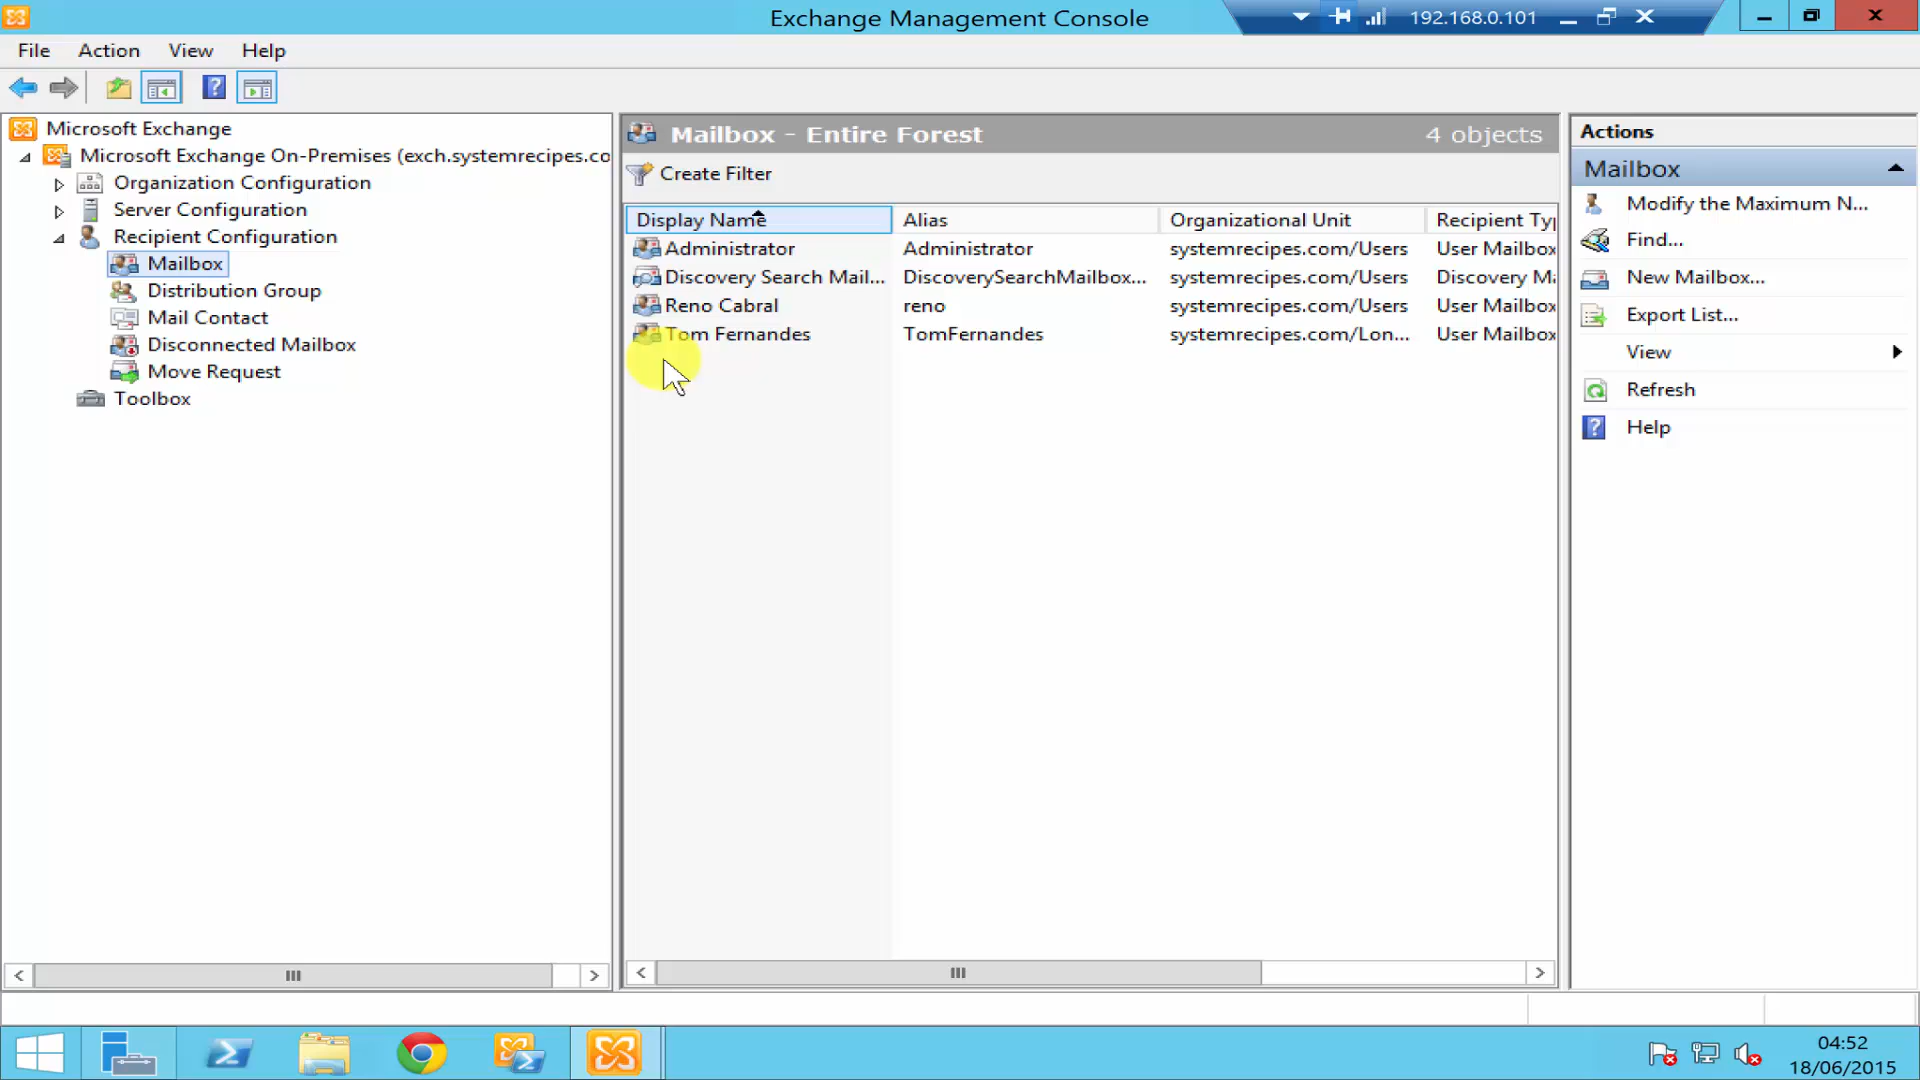 Exchange Management Console
192.168.0.101
File Action View Help
Microsoft Exchange
Microsoft Exchange On-Premises (exch.systemrecipes.co
Organization Configuration
Server Configuration
Recipient Configuration
Mailbox
Distribution Group
Mail Contact
Disconnected Mailbox
Move Request
Toolbox
Mailbox - Entire Forest 4 objects
Create Filter
Display Name Alias Organizational Unit Recipient Typ
Administrator Administrator systemrecipes.com/Users User Mailbox
Discovery Search Mail... DiscoverySearchMailbox... systemrecipes.com/Users Discovery Ma
Reno Cabral reno systemrecipes.com/Users User Mailbox
Tom Fernandes TomFernandes systemrecipes.com/Lon... User Mailbox
Actions
Mailbox
Modify the Maximum N...
Find...
New Mailbox...
Export List...
View
Refresh
Help
04:52
18/06/2015